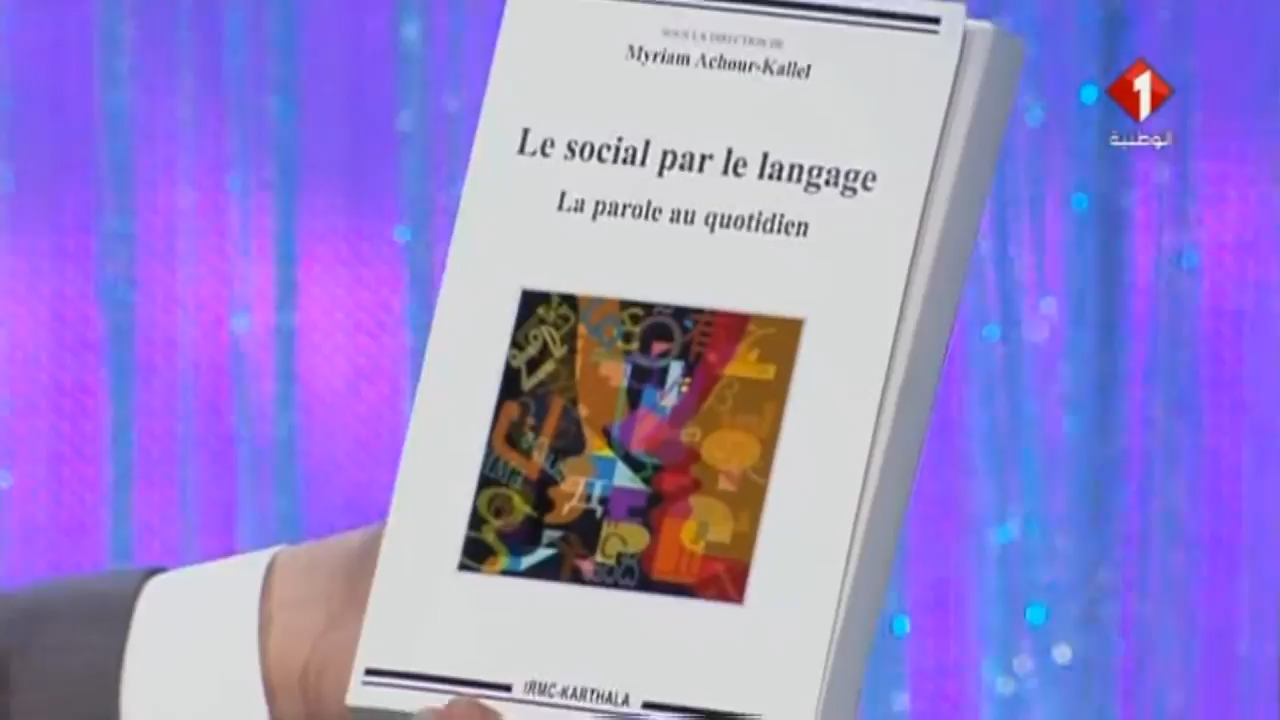 SOUS LA DIRECTION DE
Myriam Achour-Kallel
Le social par le langage
La parole au quotidien
IRMC-KARTHALA
1
الوطنية